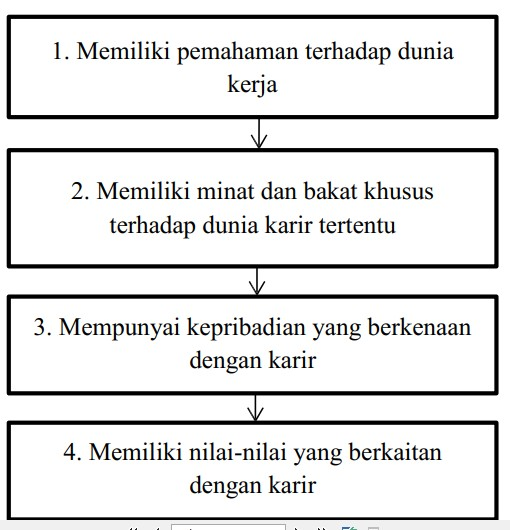 1. Memiliki pemahaman terhadap dunia
kerja
2. Memiliki minat dan bakat khusus
terhadap dunia karir tertentu
3. Mempunyai kepribadian yang berkenaan
dengan karir
4. Memiliki nilai-nilai yang berkaitan
dengan karir